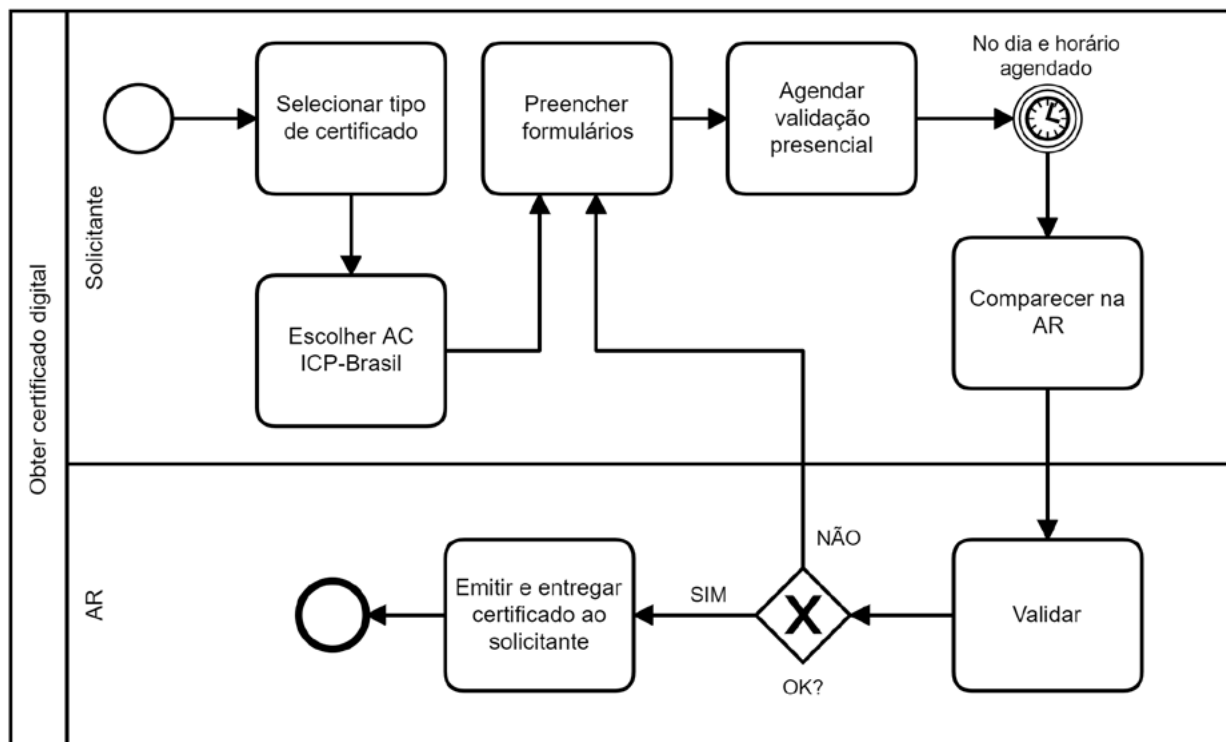 Obter certificado digital
Solicitante
Selecionar tipo
de certificado
Preencher
formulários
Agendar
validação
presencial
No dia e horário
agendado
Escolher AC
ICP-Brasil
Comparecer na
AR
AR
Emitir e entregar
certificado ao
solicitante
SIM
NÃO
X
OK?
Validar